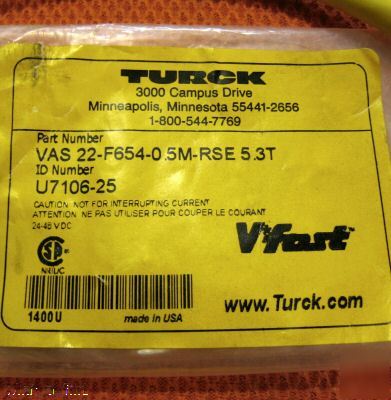 TURCK
3000 Campus Drive
Minneapolis, Minnesota 55441-2656
1-800-544-7769
Part Number
VAS 22-F654-0.5M-RSE 5.3T
ID Number
U7106-25
CAUTION: NOT FOR INTERRUPTING CURRENT
ATTENTION: NE PAS UTILISER POUR COUPER LE COURANT
24-48 VDC
V'fast
www.Turck.com
1400U
made in USA